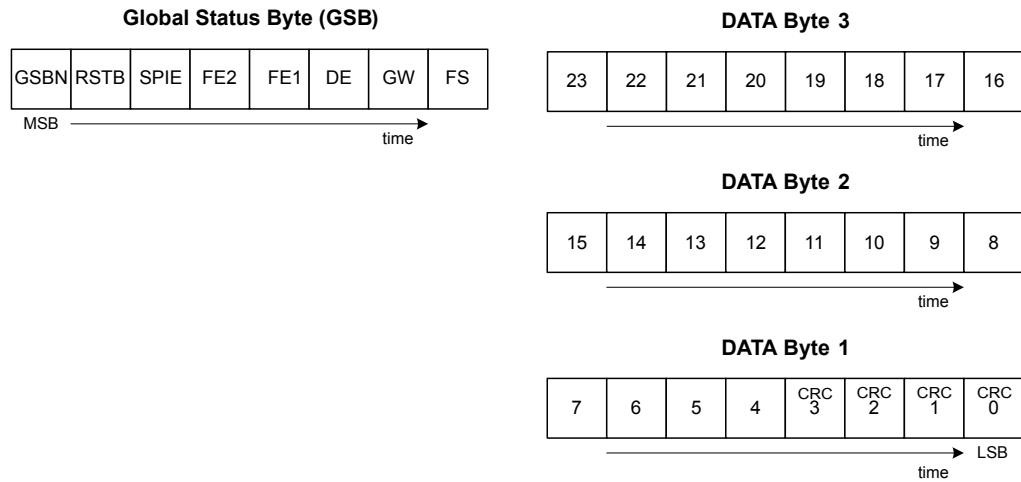 Global Status Byte (GSB)
GSBN RSTB SPIE FE2 FE1 DE GW FS
MSB
time
DATA Byte 3
23 22 21 20 19 18 17 16
time
DATA Byte 2
15 14 13 12 11 10 9 8
time
DATA Byte 1
7 6 5 4 CRC 3 CRC 2 CRC 1 CRC 0
LSB
time